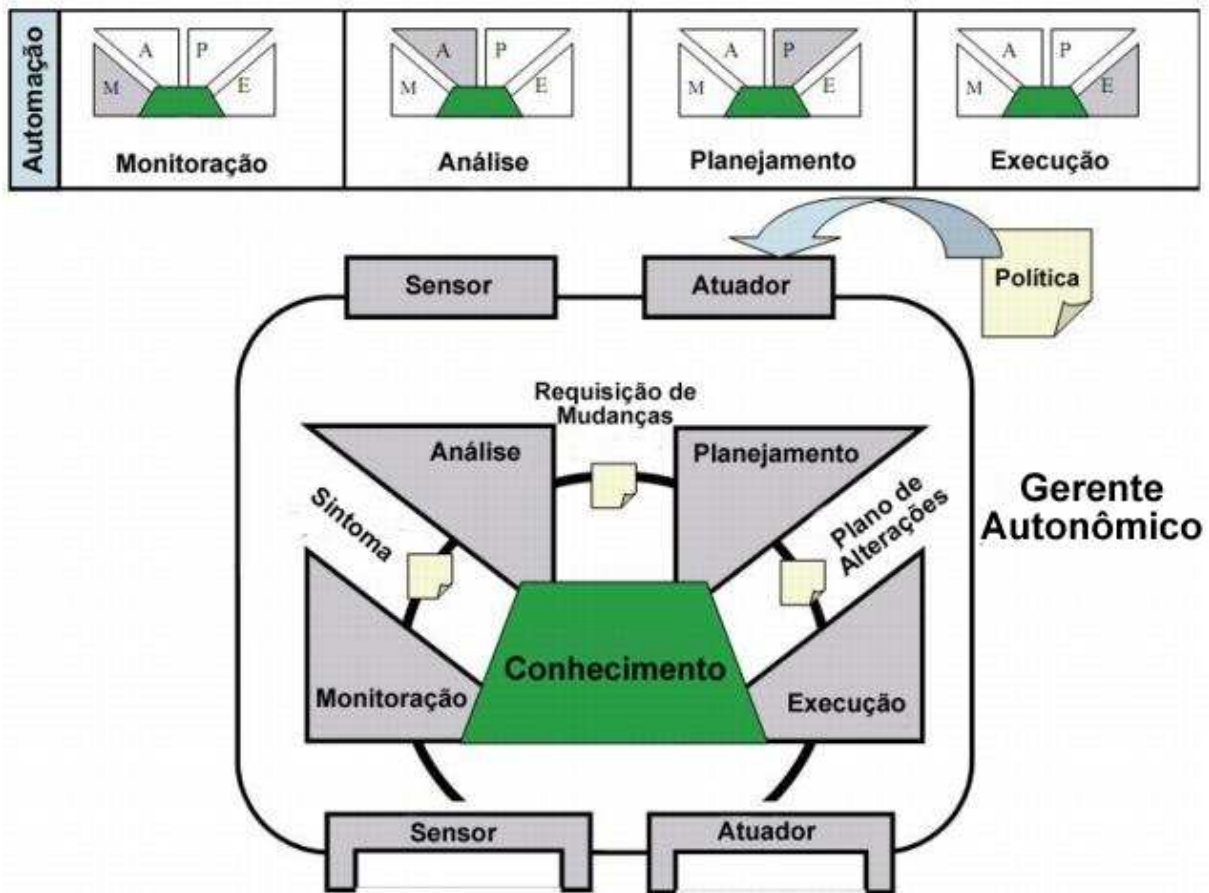 Automação
A P
M E
Monitoração
A P
M E
Análise
A P
M E
Planejamento
A P
M E
Execução
Sensor
Atuador
Política
Requisição de
Mudanças
Análise
Planejamento
Sintoma
Plano de
Alterações
Gerente
Autonômico
Monitoração
Conhecimento
Execução
Sensor
Atuador